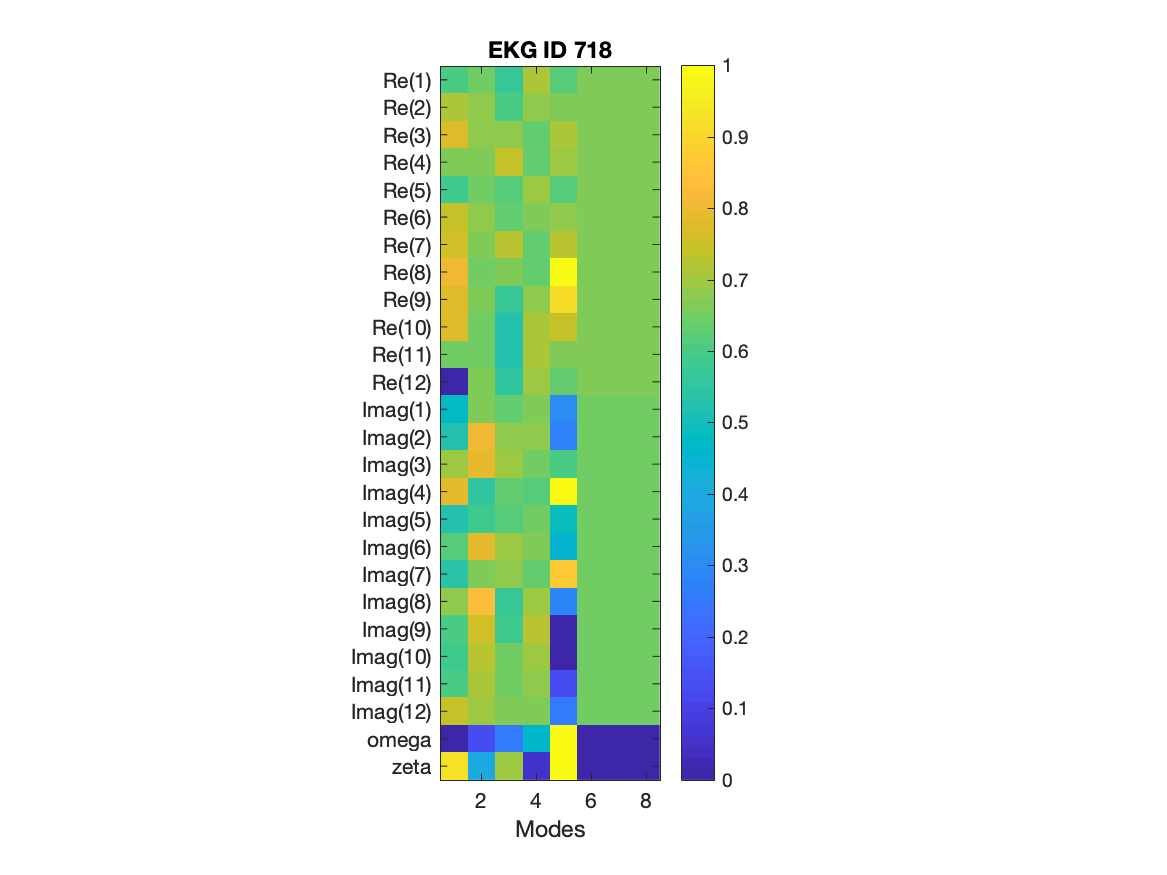 EKG ID 718
Re(1)
Re(2)
Re(3)
Re(4)
Re(5)
Re(6)
Re(7)
Re(8)
Re(9)
Re(10)
Re(11)
Re(12)
Imag(1)
Imag(2)
Imag(3)
Imag(4)
Imag(5)
Imag(6)
Imag(7)
Imag(8)
Imag(9)
Imag(10)
Imag(11)
Imag(12)
omega
zeta
2 4 6 8
Modes
1
0.9
0.8
0.7
0.6
0.5
0.4
0.3
0.2
0.1
0